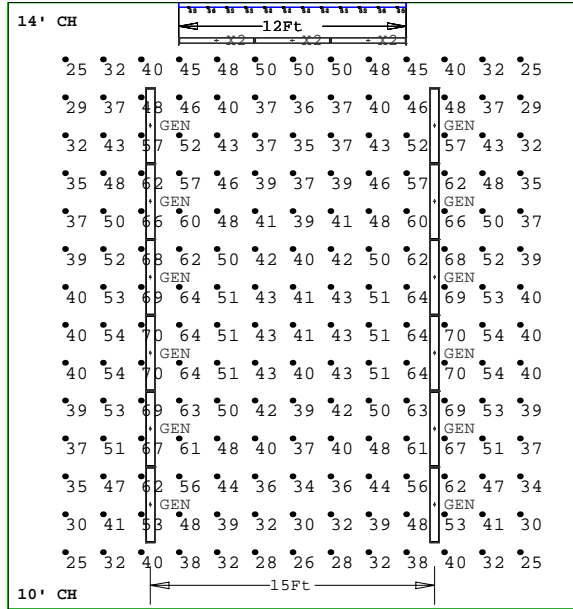 14' CH
12Ft
X2 X2 X2
25 32 40 45 48 50 50 50 48 45 40 32 25
29 37 48 46 40 37 36 37 40 46 48 37 29
GEN GEN
32 43 57 52 43 37 35 37 43 52 57 43 32
35 48 62 57 46 39 37 39 46 57 62 48 35
GEN GEN
37 50 66 60 48 41 39 41 48 60 66 50 37
39 52 68 62 50 42 40 42 50 62 68 52 39
GEN GEN
40 53 69 64 51 43 41 43 51 64 69 53 40
40 54 70 64 51 43 41 43 51 64 70 54 40
GEN GEN
40 54 70 64 51 43 40 43 51 64 70 54 40
39 53 69 63 50 42 39 42 50 63 69 53 39
GEN GEN
37 51 67 61 48 40 37 40 48 61 67 51 37
35 47 62 56 44 36 34 36 44 56 62 47 34
GEN GEN
30 41 53 48 39 32 30 32 39 48 53 41 30
25 32 40 38 32 28 26 28 32 38 40 32 25
15Ft
10' CH